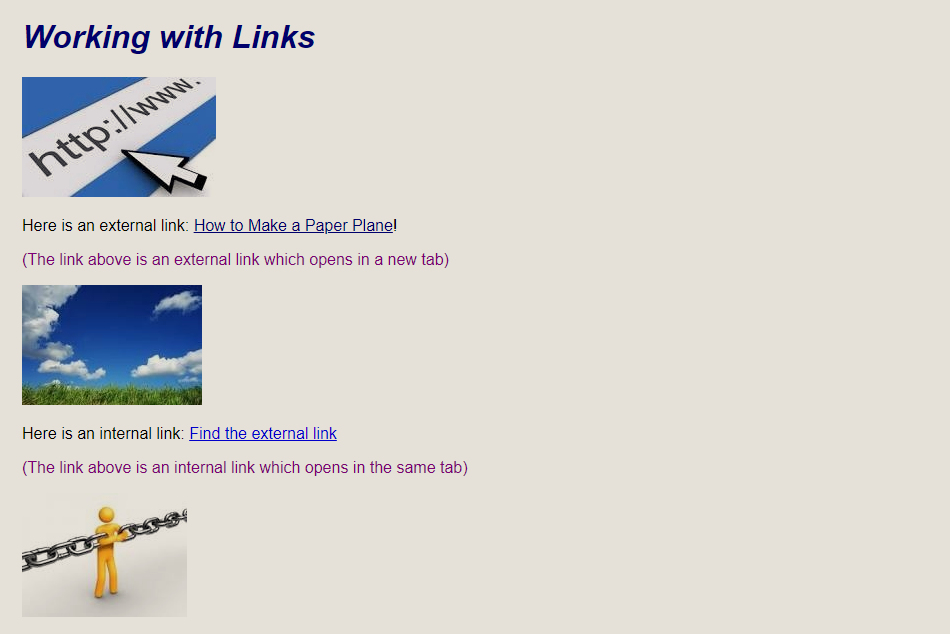 Working with Links
http://www.
Here is an external link: How to Make a Paper Plane!
(The link above is an external link which opens in a new tab)
Here is an internal link: Find the external link
(The link above is an internal link which opens in the same tab)